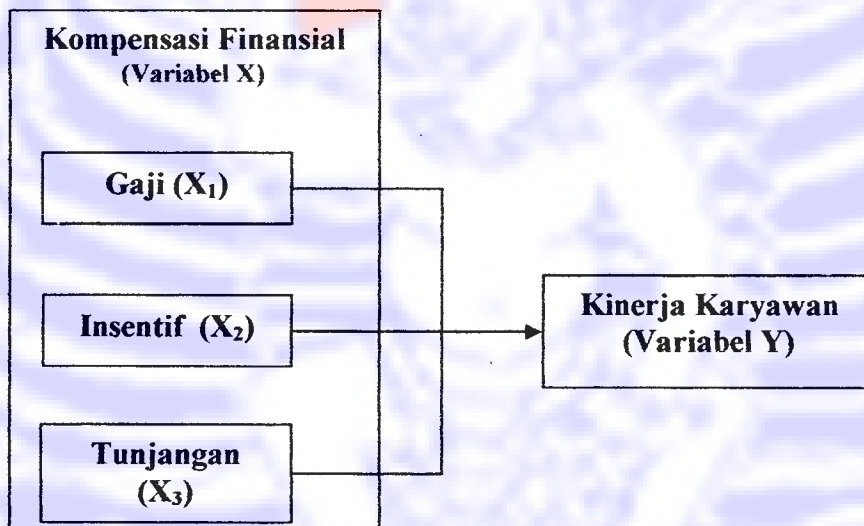 Kompensasi Finansial
(Variabel X)
Gaji (X₁)
Insentif (X₂)
Tunjangan
(X₃)
Kinerja Karyawan
(Variabel Y)